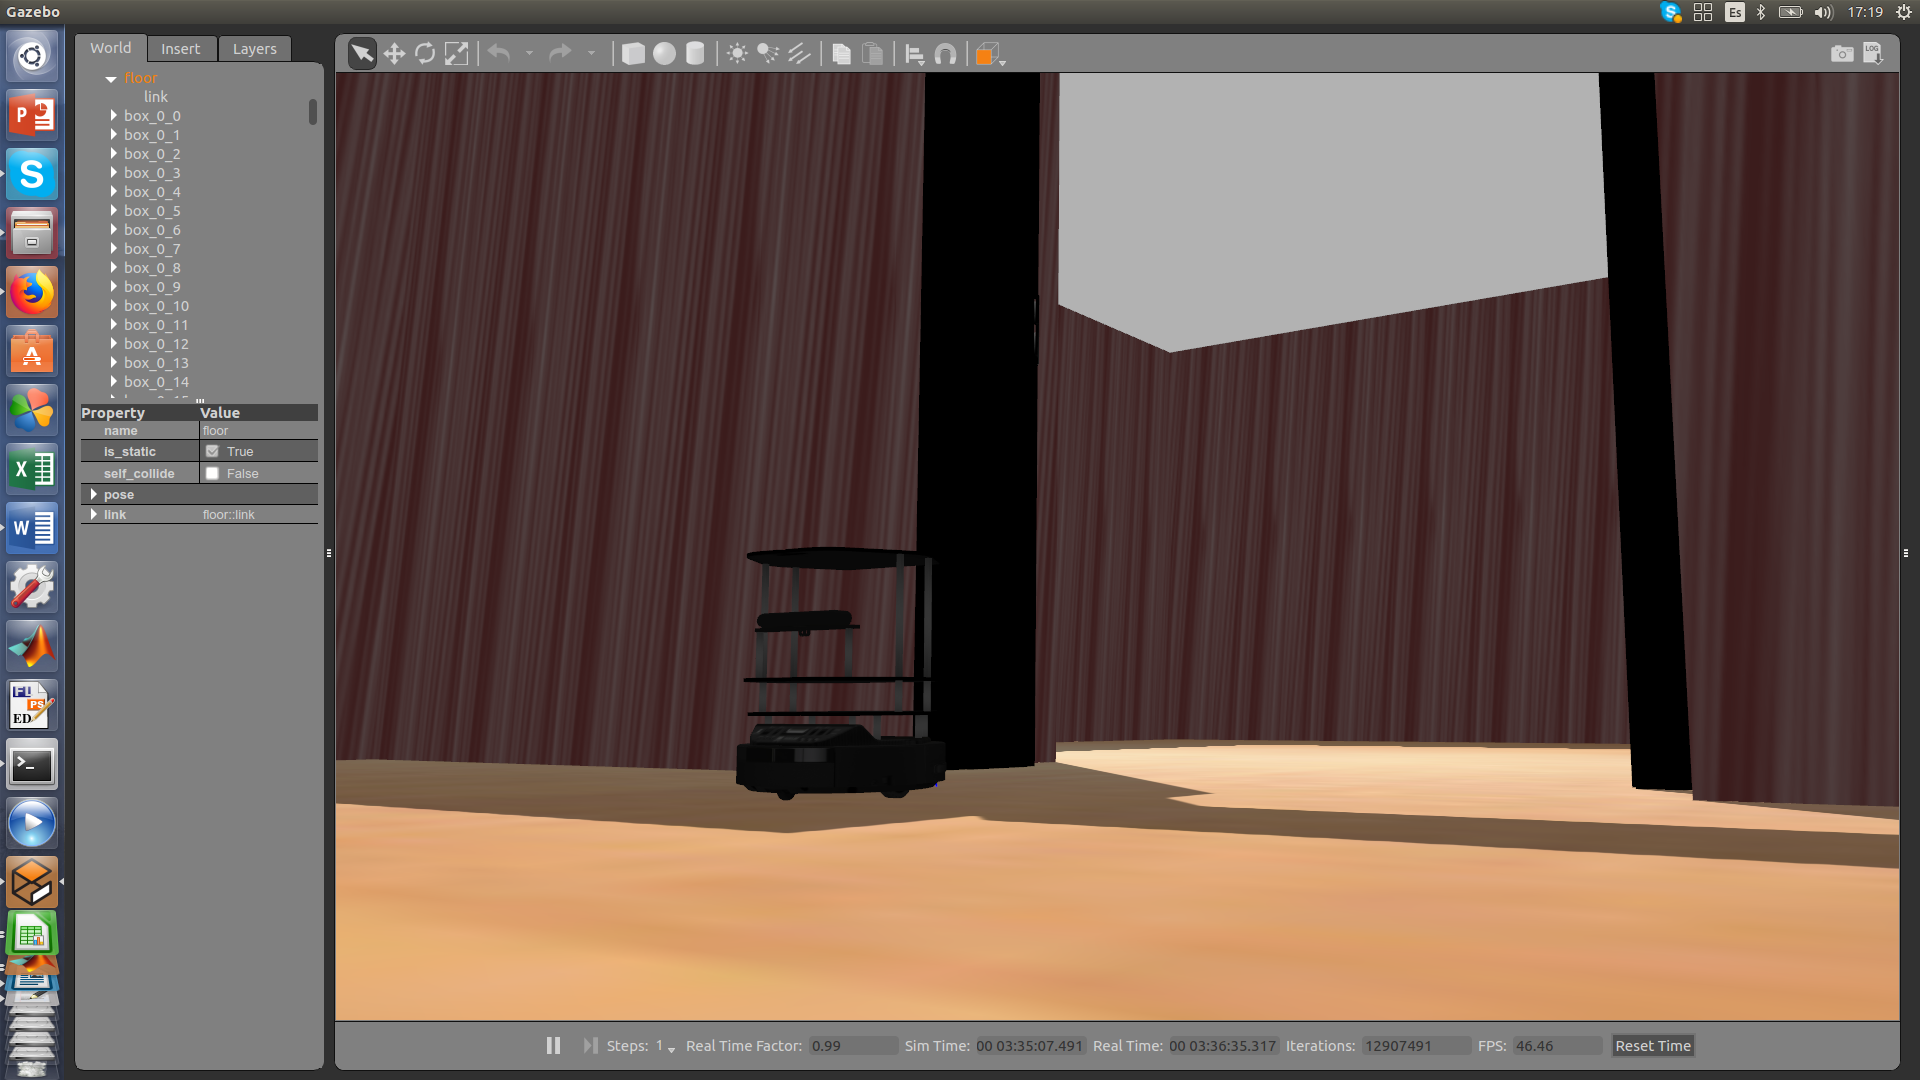 Gazebo
Es
17:19
World
Insert
Layers
LOG
floor
link
box_0_0
box_0_1
box_0_2
box_0_3
box_0_4
box_0_5
box_0_6
box_0_7
box_0_8
box_0_9
box_0_10
box_0_11
box_0_12
box_0_13
box_0_14
Property Value
name floor
is_static True
self_collide False
pose
link floor::link
Steps: 1 Real Time Factor: 0.99 Sim Time: 00 03:35:07.491 Real Time: 00 03:36:35.317 Iterations: 12907491 FPS: 46.46 Reset Time